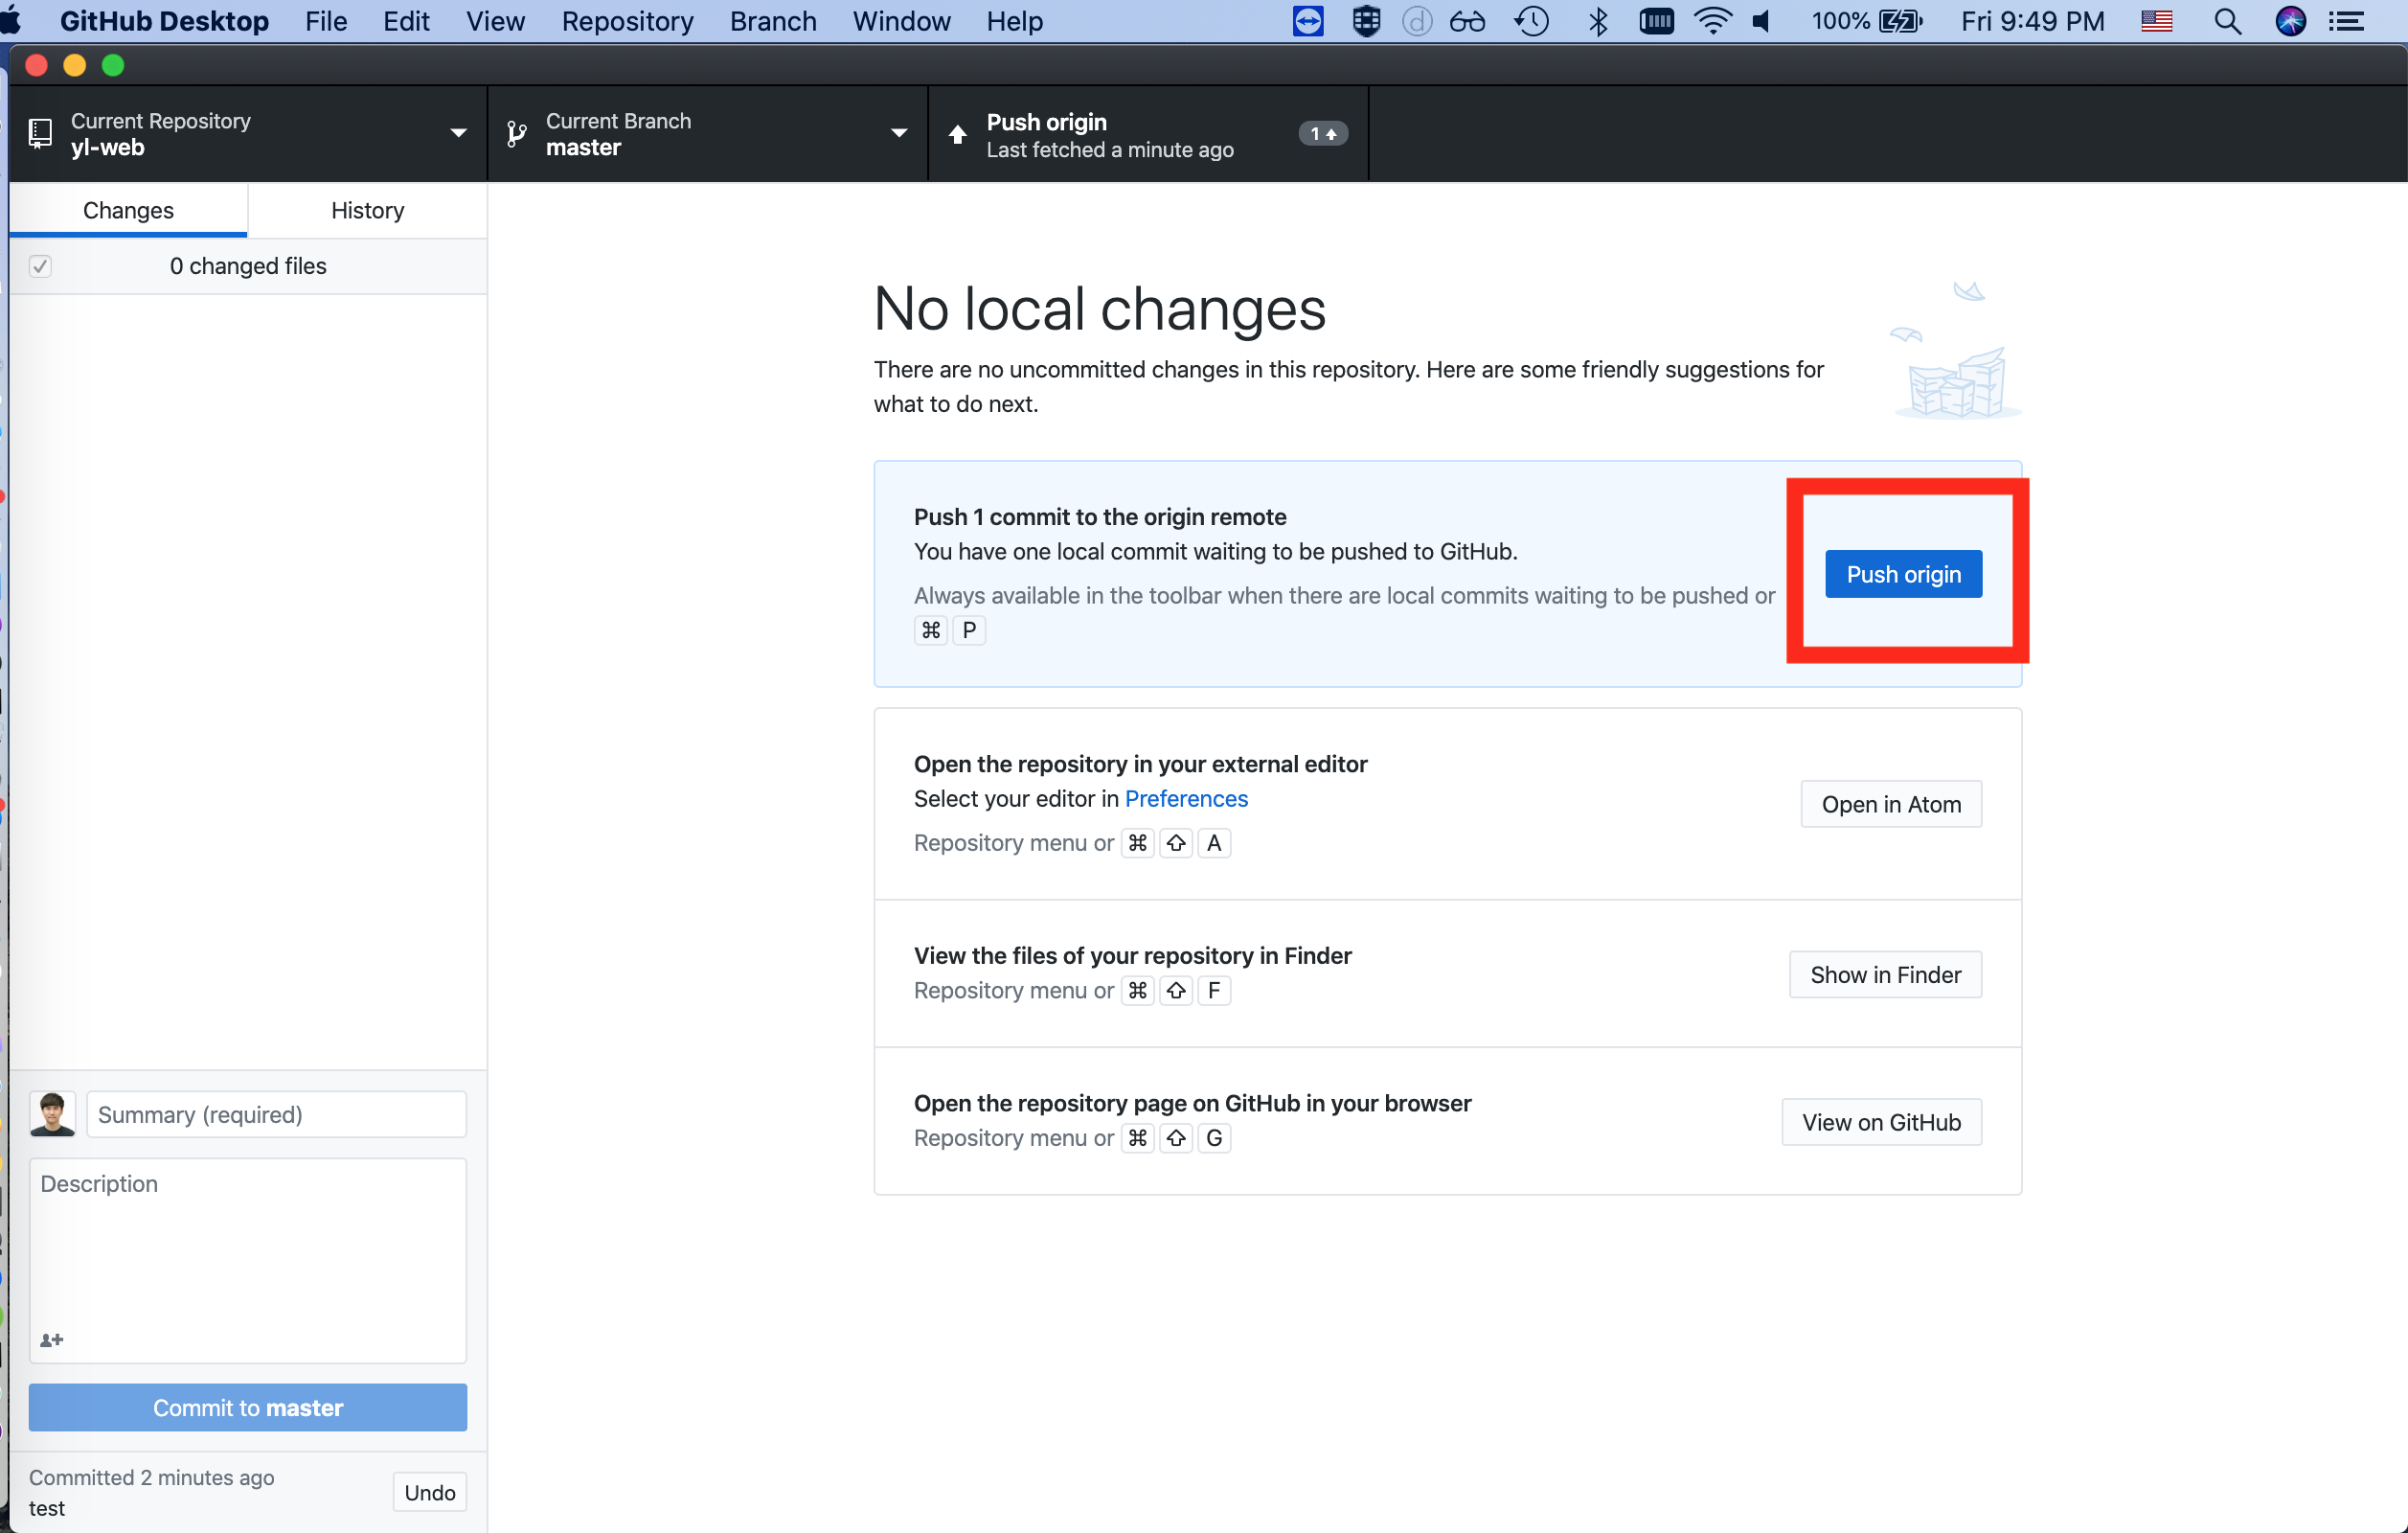 GitHub Desktop File Edit View Repository Branch Window Help 100% Fri 9:49 PM
Current Repository
yl-web
Current Branch
master
Push origin
Last fetched a minute ago
1
Changes History
0 changed files
No local changes
There are no uncommitted changes in this repository. Here are some friendly suggestions for
what to do next.
Push 1 commit to the origin remote
You have one local commit waiting to be pushed to GitHub.
Always available in the toolbar when there are local commits waiting to be pushed or
⌘ P
Push origin
Open the repository in your external editor
Select your editor in Preferences
Repository menu or ⌘ ⇧ A
Open in Atom
View the files of your repository in Finder
Repository menu or ⌘ ⇧ F
Show in Finder
Open the repository page on GitHub in your browser
Repository menu or ⌘ ⇧ G
View on GitHub
Summary (required)
Description
Commit to master
Committed 2 minutes ago
test
Undo